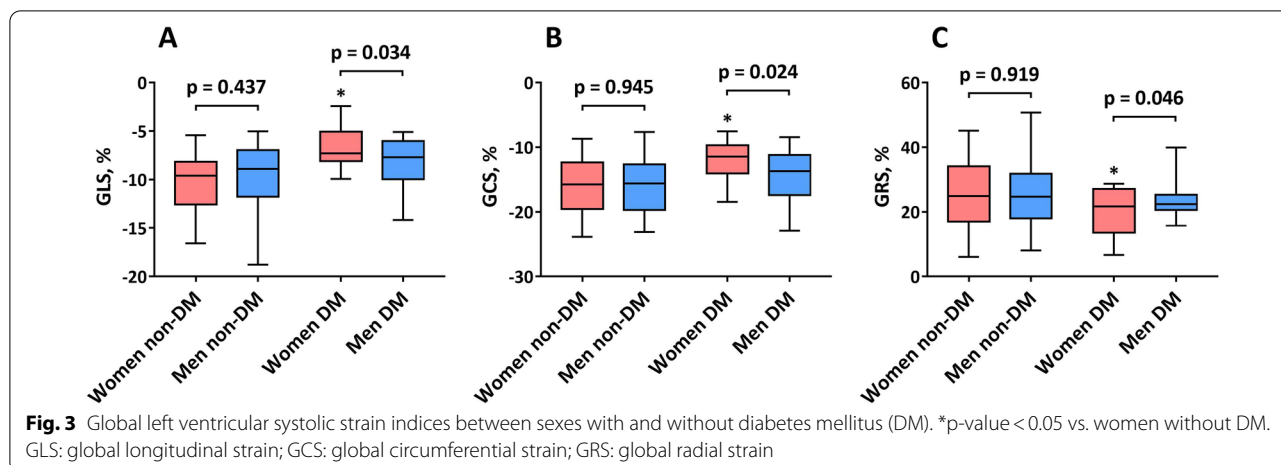 A
B
C
p = 0.437
p = 0.034
p = 0.945
p = 0.024
p = 0.919
p = 0.046
GLS, %
0
-5
-10
-15
-20
*
Women non-DM
Men non-DM
Women DM
Men DM
GCS, %
0
-10
-20
-30
*
Women non-DM
Men non-DM
Women DM
Men DM
GRS, %
60
40
20
0
*
Women non-DM
Men non-DM
Women DM
Men DM
Fig. 3 Global left ventricular systolic strain indices between sexes with and without diabetes mellitus (DM). *p-value < 0.05 vs. women without DM.
GLS: global longitudinal strain; GCS: global circumferential strain; GRS: global radial strain